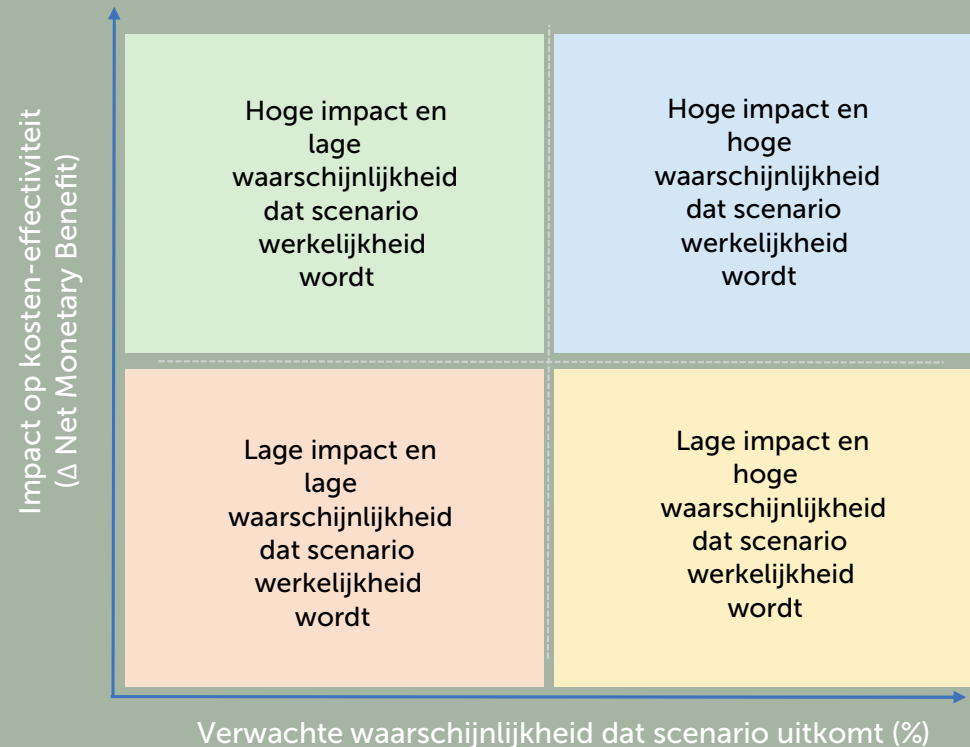 Impact op kosten-effectiviteit
(Δ Net Monetary Benefit)
Hoge impact en
lage
waarschijnlijkheid
dat scenario
werkelijkheid
wordt
Hoge impact en
hoge
waarschijnlijkheid
dat scenario
werkelijkheid
wordt
Lage impact en
lage
waarschijnlijkheid
dat scenario
werkelijkheid
wordt
Lage impact en
hoge
waarschijnlijkheid
dat scenario
werkelijkheid
wordt
Verwachte waarschijnlijkheid dat scenario uitkomt (%)